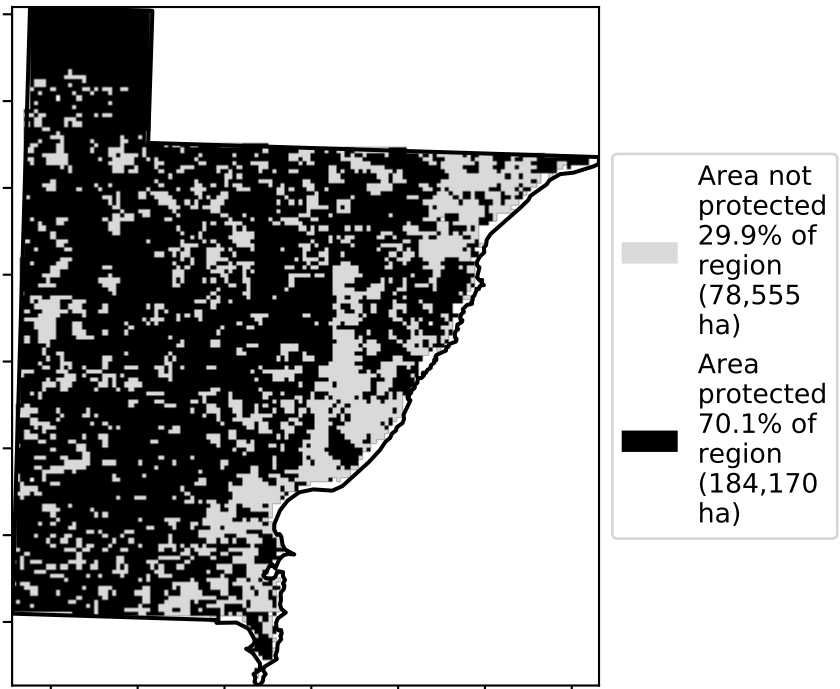 Area not
protected
29.9% of
region
(78,555
ha)
Area
protected
70.1% of
region
(184,170
ha)